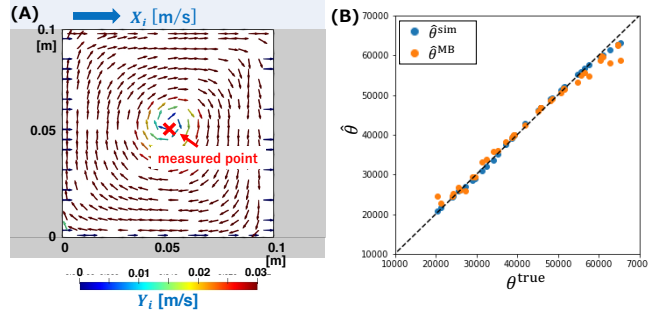 (A)
X_i [m/s]
[m]
0.1
0.05
0
measured point
0 0.05 0.1
[m]
0 0.01 0.02 0.03
Y_i [m/s]
(B)
θ̂^sim
θ̂^MB
70000
60000
50000
40000
30000
20000
10000
θ̂
10000 20000 30000 40000 50000 60000 7000
θ^true